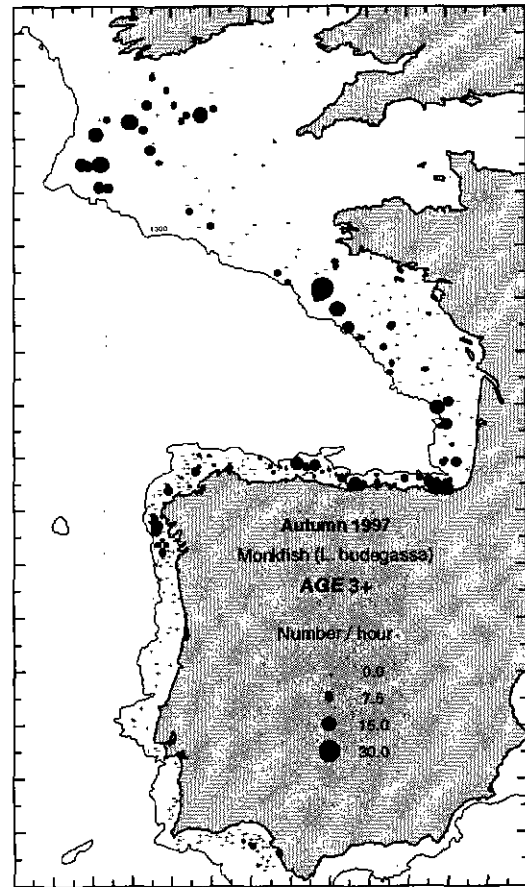 Autumn 1997
Monkfish (L. budegassa)
AGE 3+
Number / hour
0.0
7.5
15.0
30.0